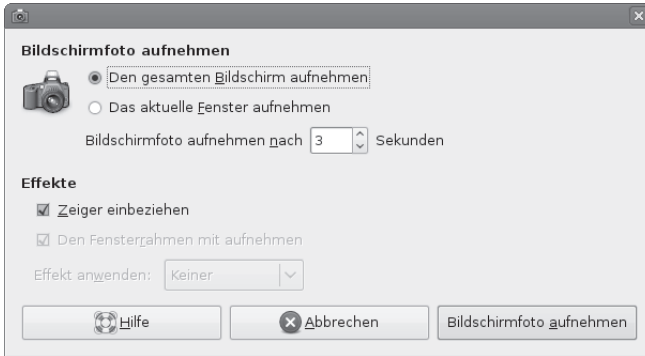 Bildschirmfoto aufnehmen
Den gesamten Bildschirm aufnehmen
Das aktuelle Fenster aufnehmen
Bildschirmfoto aufnehmen nach 3 Sekunden
Effekte
Zeiger einbeziehen
Den Fensterrahmen mit aufnehmen
Effekt anwenden: Keiner
Hilfe Abbrechen Bildschirmfoto aufnehmen